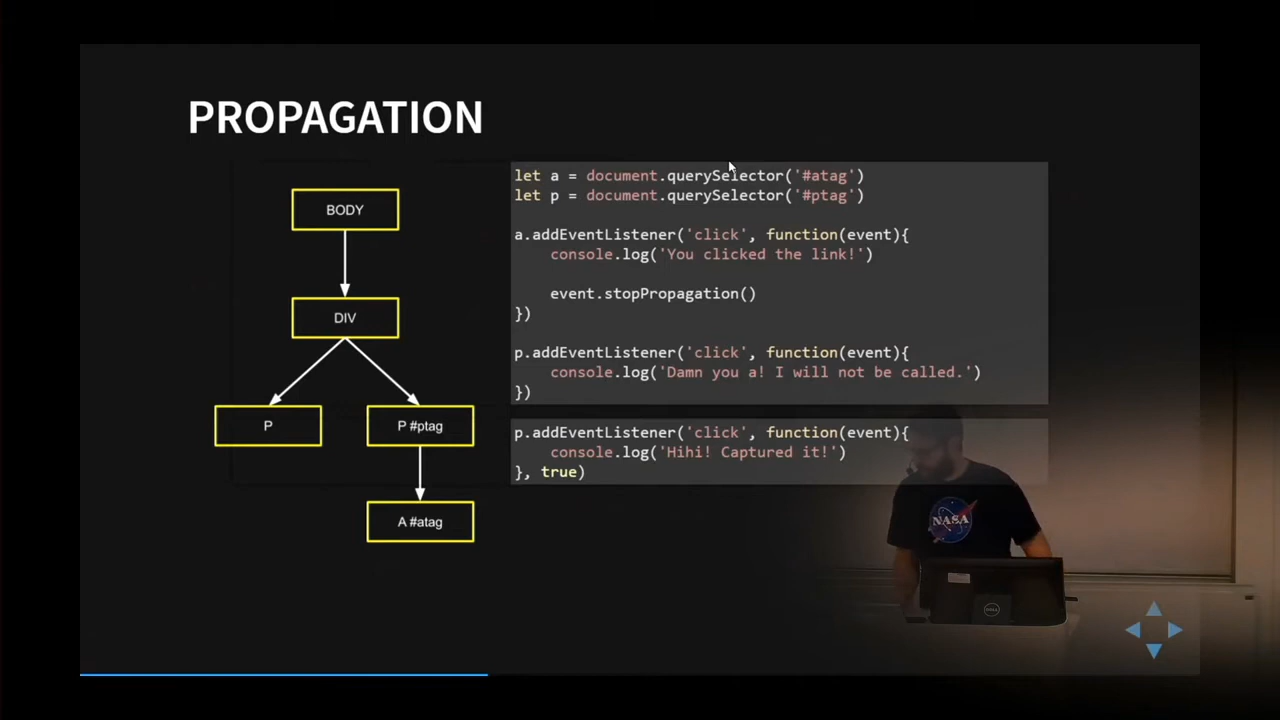 PROPAGATION
BODY
DIV
P
P #ptag
A #atag
let a = document.querySelector('#atag')
let p = document.querySelector('#ptag')
a.addEventListener('click', function(event){
console.log('You clicked the link!')
event.stopPropagation()
})
p.addEventListener('click', function(event){
console.log('Damn you a! I will not be called.')
})
p.addEventListener('click', function(event){
console.log('Hihi! Captured it!')
}, true)
NASA
DELL